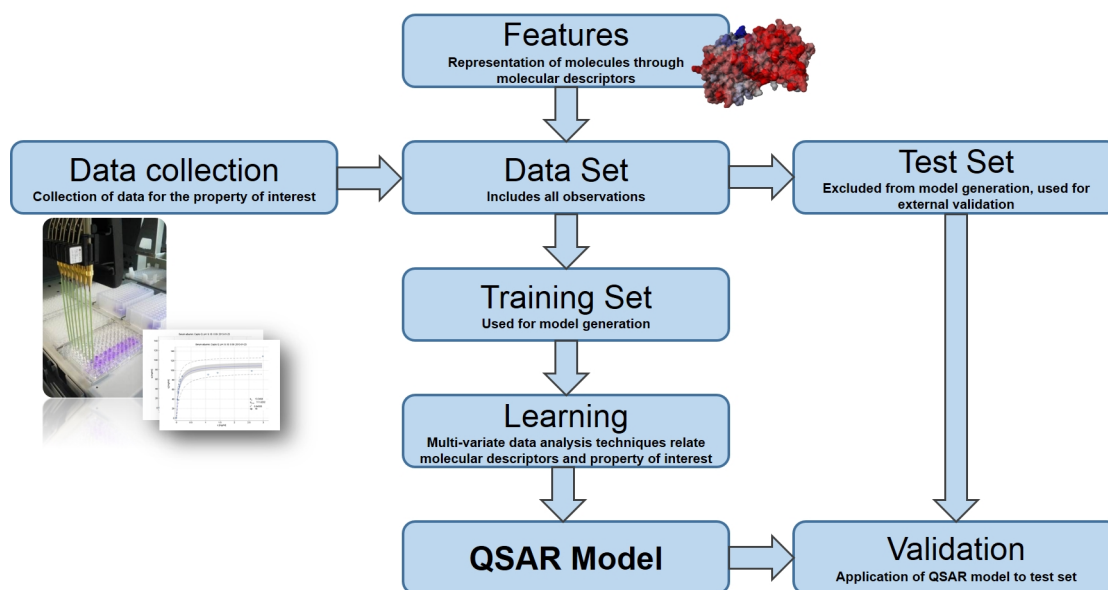 Features
Representation of molecules through
molecular descriptors
Data collection
Collection of data for the property of interest
Data Set
Includes all observations
Test Set
Excluded from model generation, used for
external validation
Training Set
Used for model generation
Learning
Multi-variate data analysis techniques relate
molecular descriptors and property of interest
QSAR Model
Validation
Application of QSAR model to test set